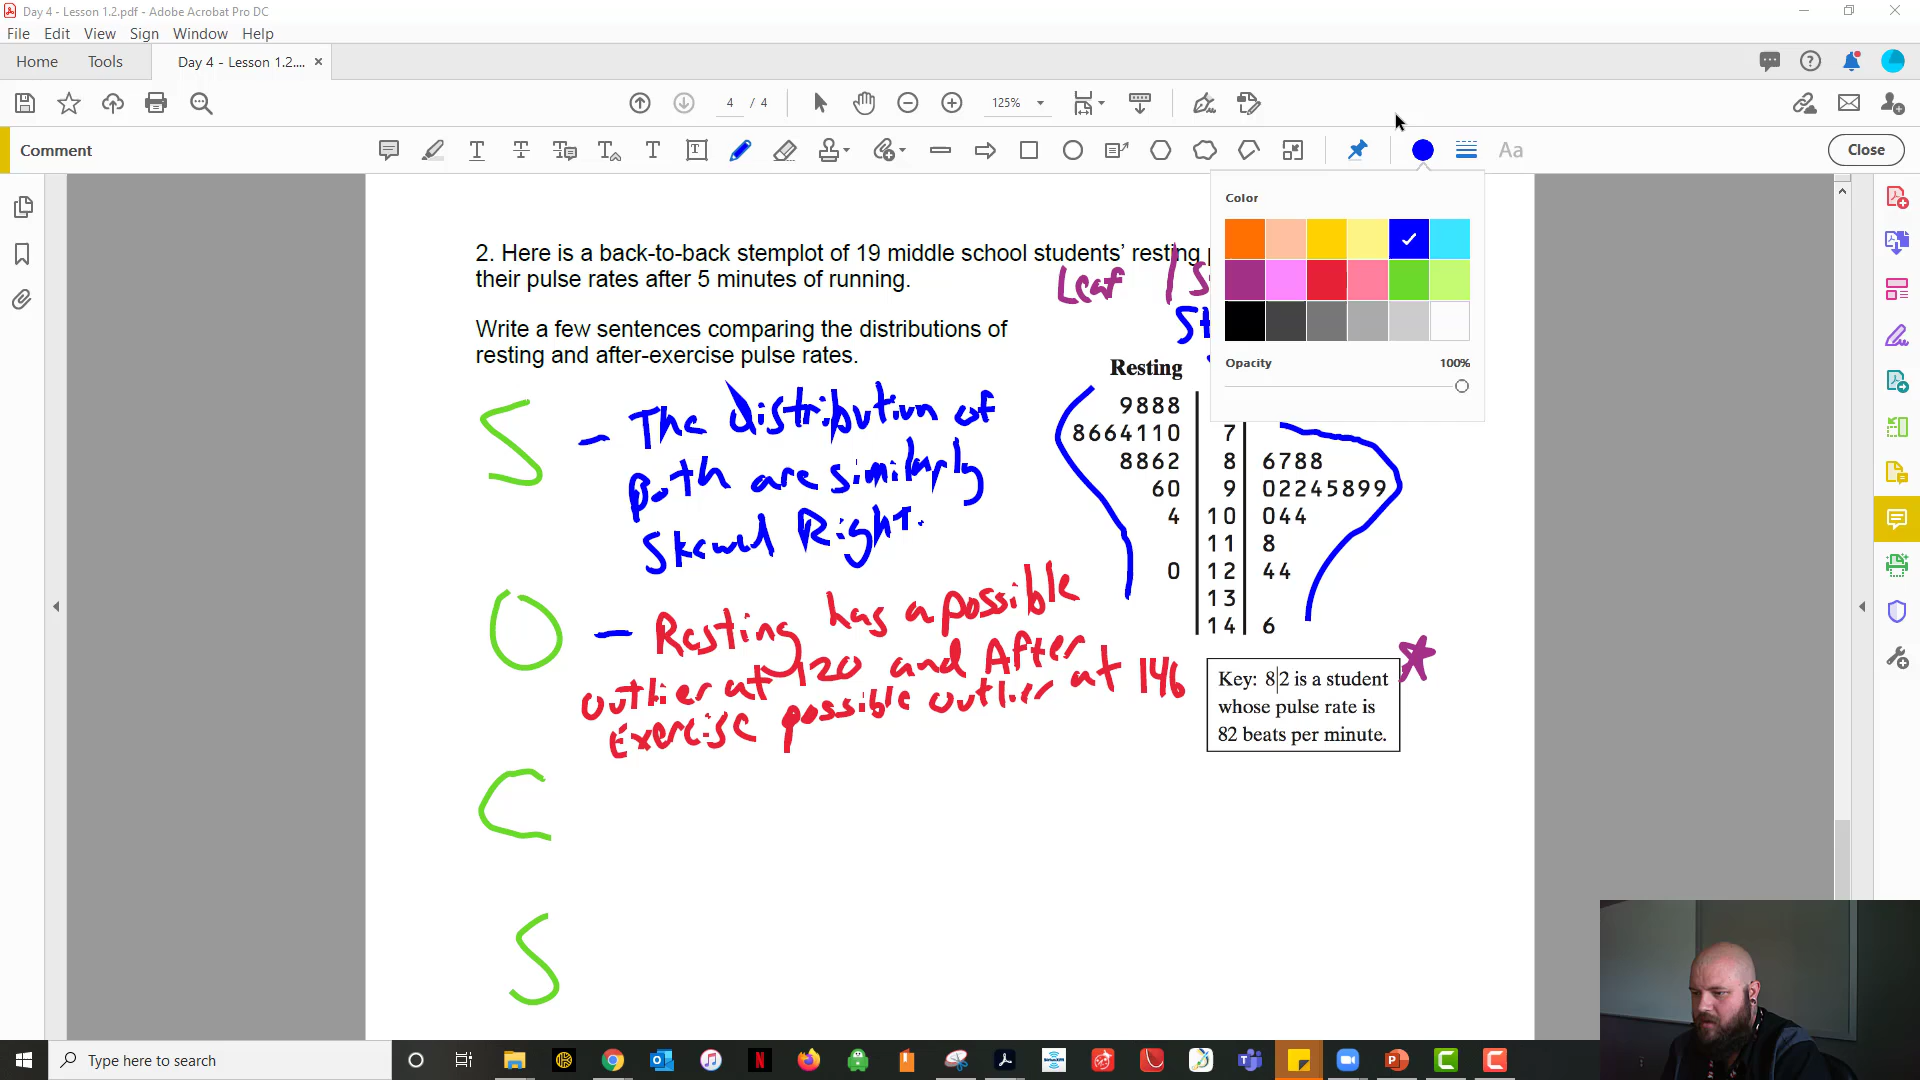 Day 4 - Lesson 1.2.pdf - Adobe Acrobat Pro DC
File Edit View Sign Window Help
Home Tools Day 4 - Lesson 1.2.... ×
4 / 4 125%
Comment Aa Close
Color
Opacity 100%
2. Here is a back-to-back stemplot of 19 middle school students' resting
their pulse rates after 5 minutes of running.
Leaf
Write a few sentences comparing the distributions of
resting and after-exercise pulse rates.
Resting
9888
8664110 7
8862 8 6788
60 9 02245899
4 10 044
11 8
0 12 44
13
14 6
Key: 8|2 is a student
whose pulse rate is
82 beats per minute.
S - The distribution of
both are similarly
Skewed Right.
O - Resting has a possible
outlier at 120 and After
Exercise possible outlier at 146
C
S
Type here to search